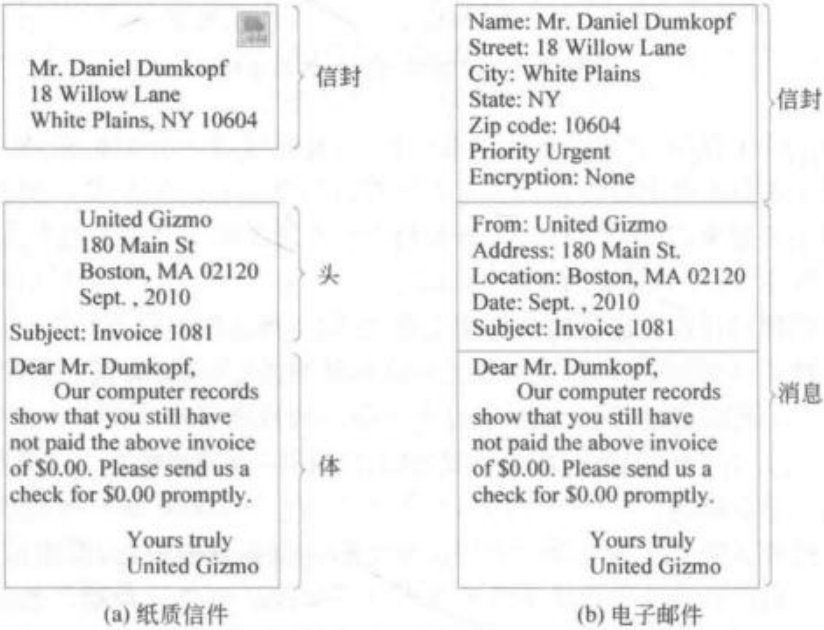 Mr. Daniel Dumkopf
18 Willow Lane
White Plains, NY 10604
信封
United Gizmo
180 Main St
Boston, MA 02120
Sept. , 2010
Subject: Invoice 1081
头
Dear Mr. Dumkopf,
Our computer records
show that you still have
not paid the above invoice
of $0.00. Please send us a
check for $0.00 promptly.
Yours truly
United Gizmo
体
(a) 纸质信件
Name: Mr. Daniel Dumkopf
Street: 18 Willow Lane
City: White Plains
State: NY
Zip code: 10604
Priority Urgent
Encryption: None
信封
From: United Gizmo
Address: 180 Main St.
Location: Boston, MA 02120
Date: Sept. , 2010
Subject: Invoice 1081
Dear Mr. Dumkopf,
Our computer records
show that you still have
not paid the above invoice
of $0.00. Please send us a
check for $0.00 promptly.
Yours truly
United Gizmo
消息
(b) 电子邮件